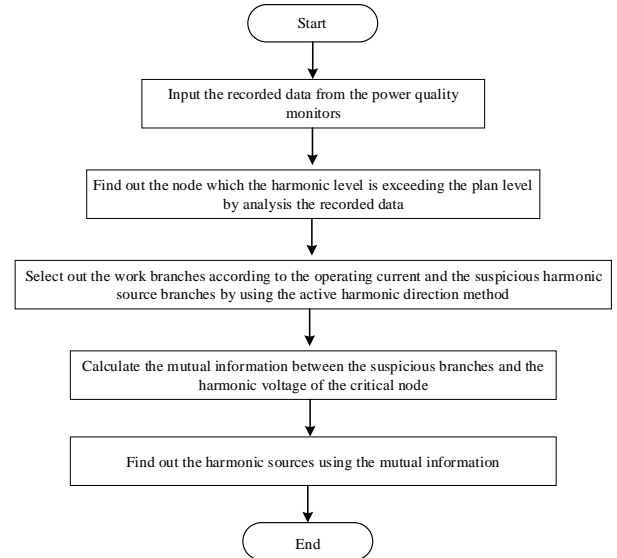 Start
Input the recorded data from the power quality
monitors
Find out the node which the harmonic level is exceeding the plan level
by analysis the recorded data
Select out the work branches according to the operating current and the suspicious harmonic
source branches by using the active harmonic direction method
Calculate the mutual information between the suspicious branches and the
harmonic voltage of the critical node
Find out the harmonic sources using the mutual information
End